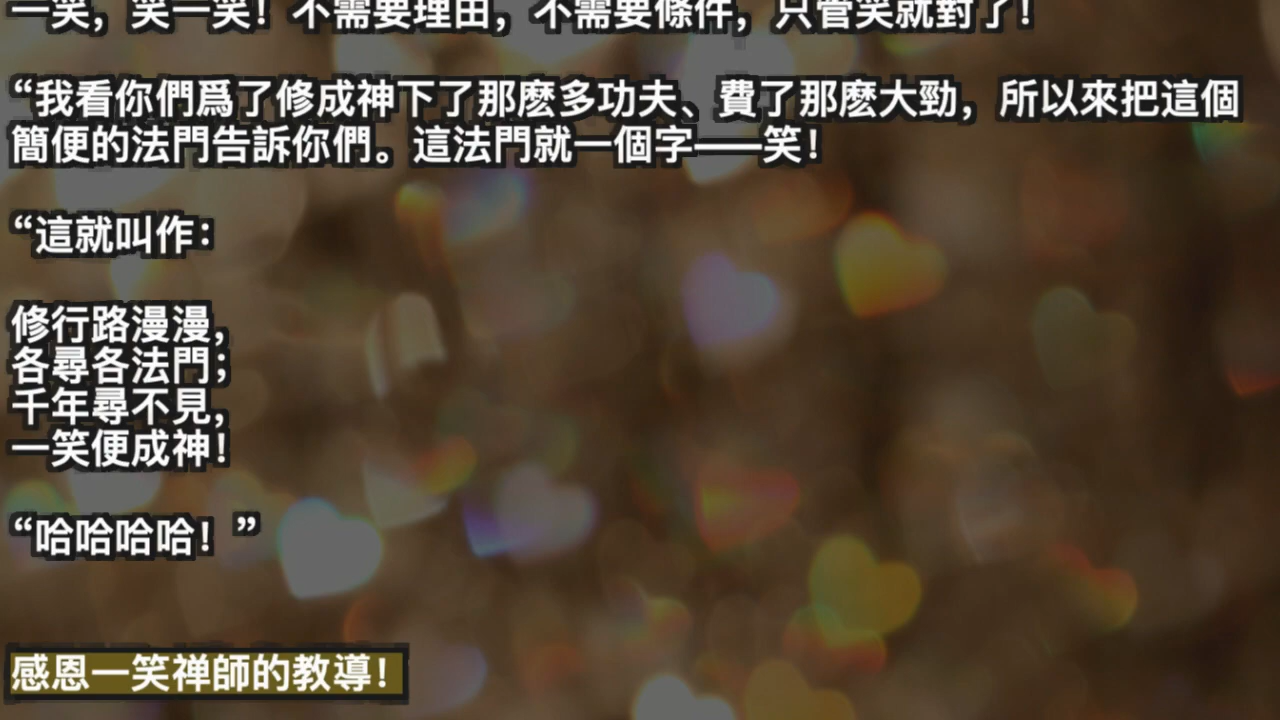 一笑，笑一笑！不需要理由，不需要條件，只管笑就對了！
“我看你們爲了修成神下了那麽多功夫、費了那麽大勁，所以來把這個
簡便的法門告訴你們。這法門就一個字——笑！
“這就叫作：
修行路漫漫，
各尋各法門；
千年尋不見，
一笑便成神！
“哈哈哈哈！”
感恩一笑禅師的教導！